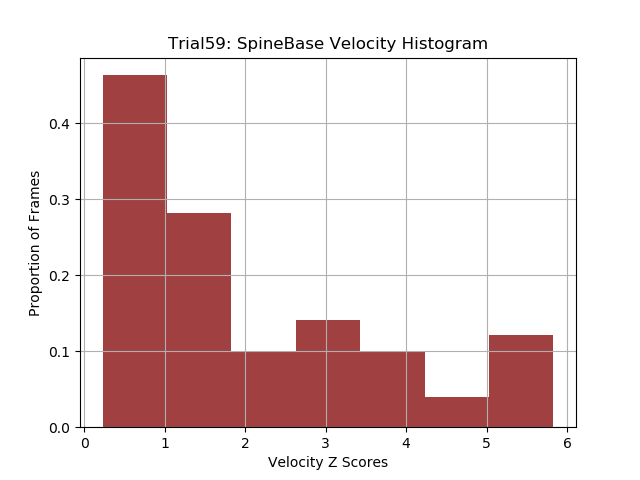 Trial59: SpineBase Velocity Histogram
Proportion of Frames
0.4
0.3
0.2
0.1
0.0
0 1 2 3 4 5 6
Velocity Z Scores